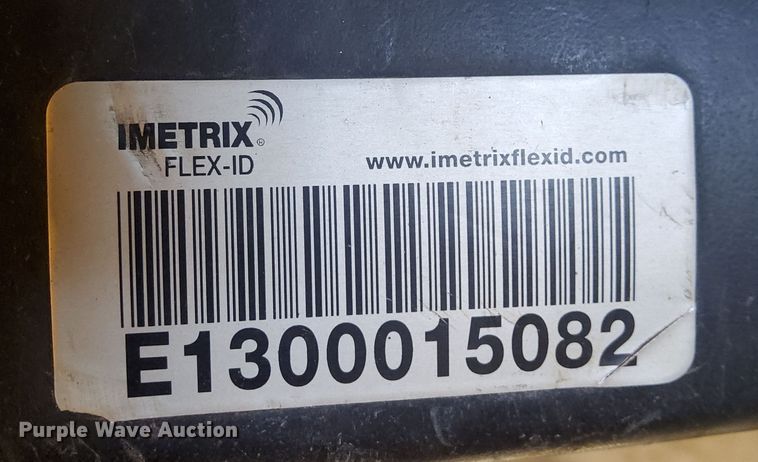 IMETRIX®
FLEX-ID
www.imetrixflexid.com
E1300015082
Purple Wave Auction